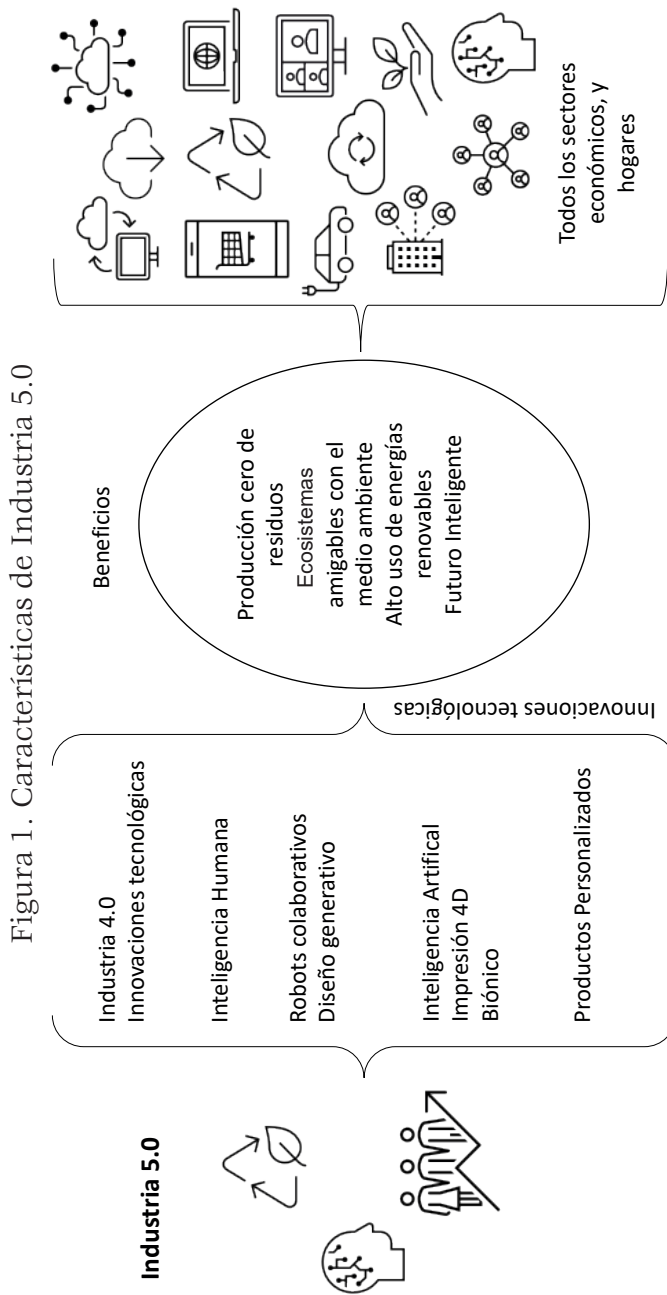 Figura 1. Características de Industria 5.0
Industria 5.0
Industria 4.0
Innovaciones tecnológicas
Inteligencia Humana
Robots colaborativos
Diseño generativo
Inteligencia Artifical
Impresión 4D
Biónico
Productos Personalizados
Innovaciones tecnológicas
Beneficios
Producción cero de
residuos
Ecosistemas
amigables con el
medio ambiente
Alto uso de energías
renovables
Futuro Inteligente
Todos los sectores
económicos, y
hogares